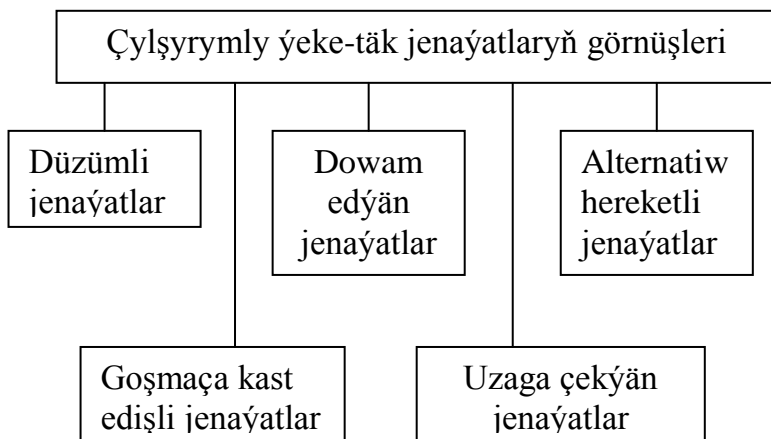 Çylşyrymly ýeke-täk jenaýatlaryň görnüşleri
Düzümli
jenaýatlar
Dowam
edýän
jenaýatlar
Alternatiw
hereketli
jenaýatlar
Goşmaça kast
edişli jenaýatlar
Uzaga çekýän
jenaýatlar